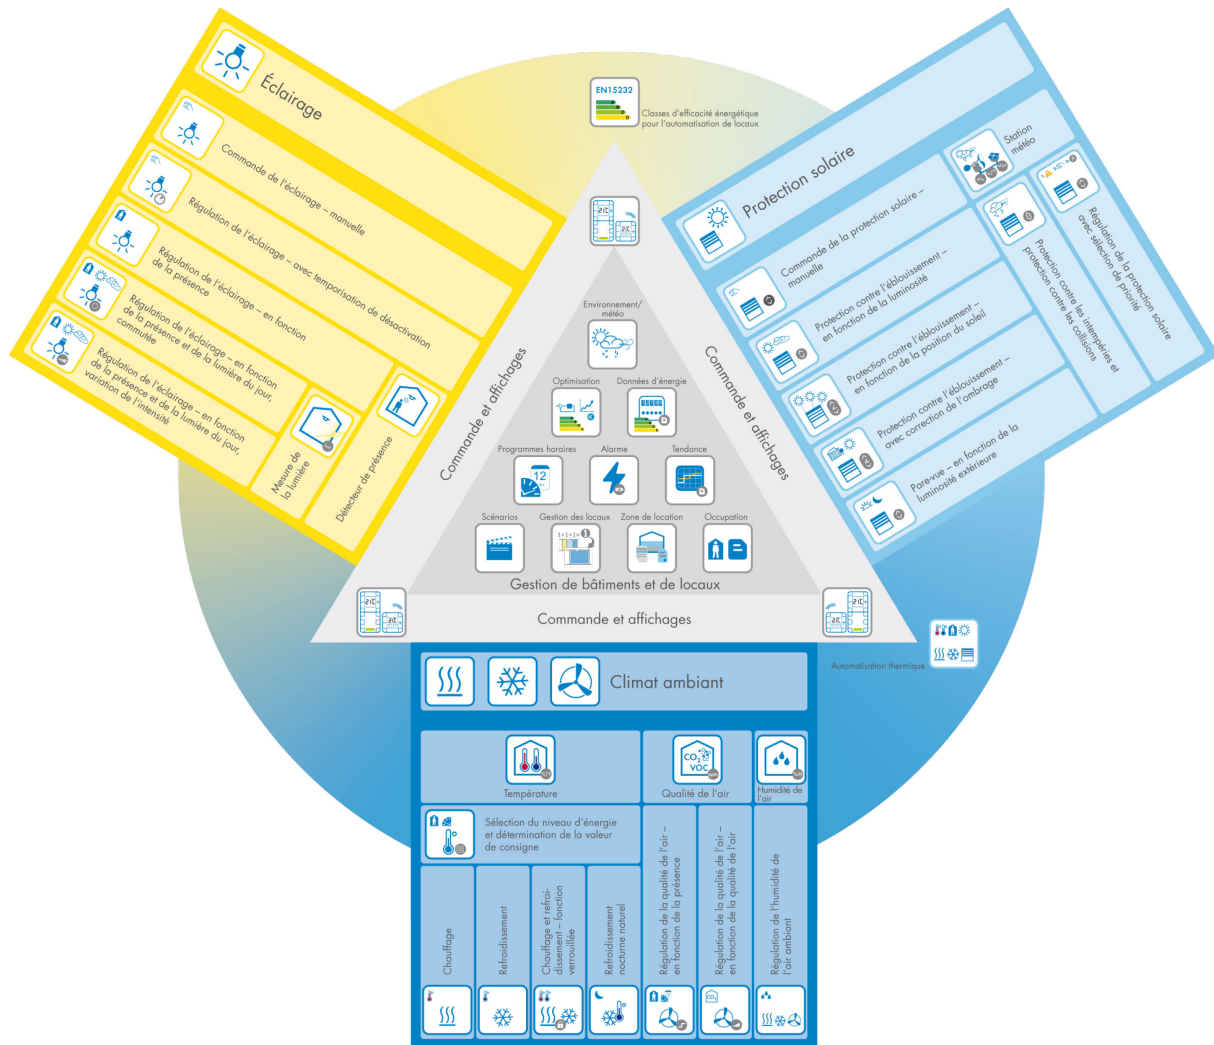 EN15232
Classes d'efficacité énergétique
pour l'automatisation de locaux
Éclairage
Commande de l'éclairage – manuelle
Régulation de l'éclairage – avec temporisation de désactivation
Régulation de l'éclairage – en fonction
de la présence
Régulation de l'éclairage – en fonction
de la présence et de la lumière du jour,
commutée
Régulation de l'éclairage – en fonction
de la présence et de la lumière du jour,
variation de l'intensité
Mesure de
la lumière
Détecteur de présence
Protection solaire
Station
météo
Commande de la protection solaire –
manuelle
Protection contre l'éblouissement –
en fonction de la luminosité
Protection contre l'éblouissement –
en fonction de la position du soleil
Protection contre l'éblouissement –
avec correction de l'ombrage
Pare-vue – en fonction de la
luminosité extérieure
Protection contre les intempéries et
protection contre les collisions
Régulation de la protection solaire
avec sélection de priorité
Commande et affichages
Commande et affichages
Environnement/
météo
Optimisation
Données d'énergie
Programmes horaires
Alarme
Tendance
12
Scénarios
Gestion des locaux
Zone de location
Occupation
1+1+1=1
Gestion de bâtiments et de locaux
Commande et affichages
21C
21C
21C
Automatisation thermique
Climat ambiant
CO2
VOC
Température
Qualité de l'air
Humidité de
l'air
Sélection du niveau d'énergie
et détermination de la valeur
de consigne
Chauffage
Refroidissement
Chauffage et refroi-
dissement – fonction
verrouillée
Refroidissement
nocturne naturel
Régulation de la qualité de l'air –
en fonction de la présence
Régulation de la qualité de l'air –
en fonction de la qualité de l'air
Régulation de l'humidité de
l'air ambiant
CO2